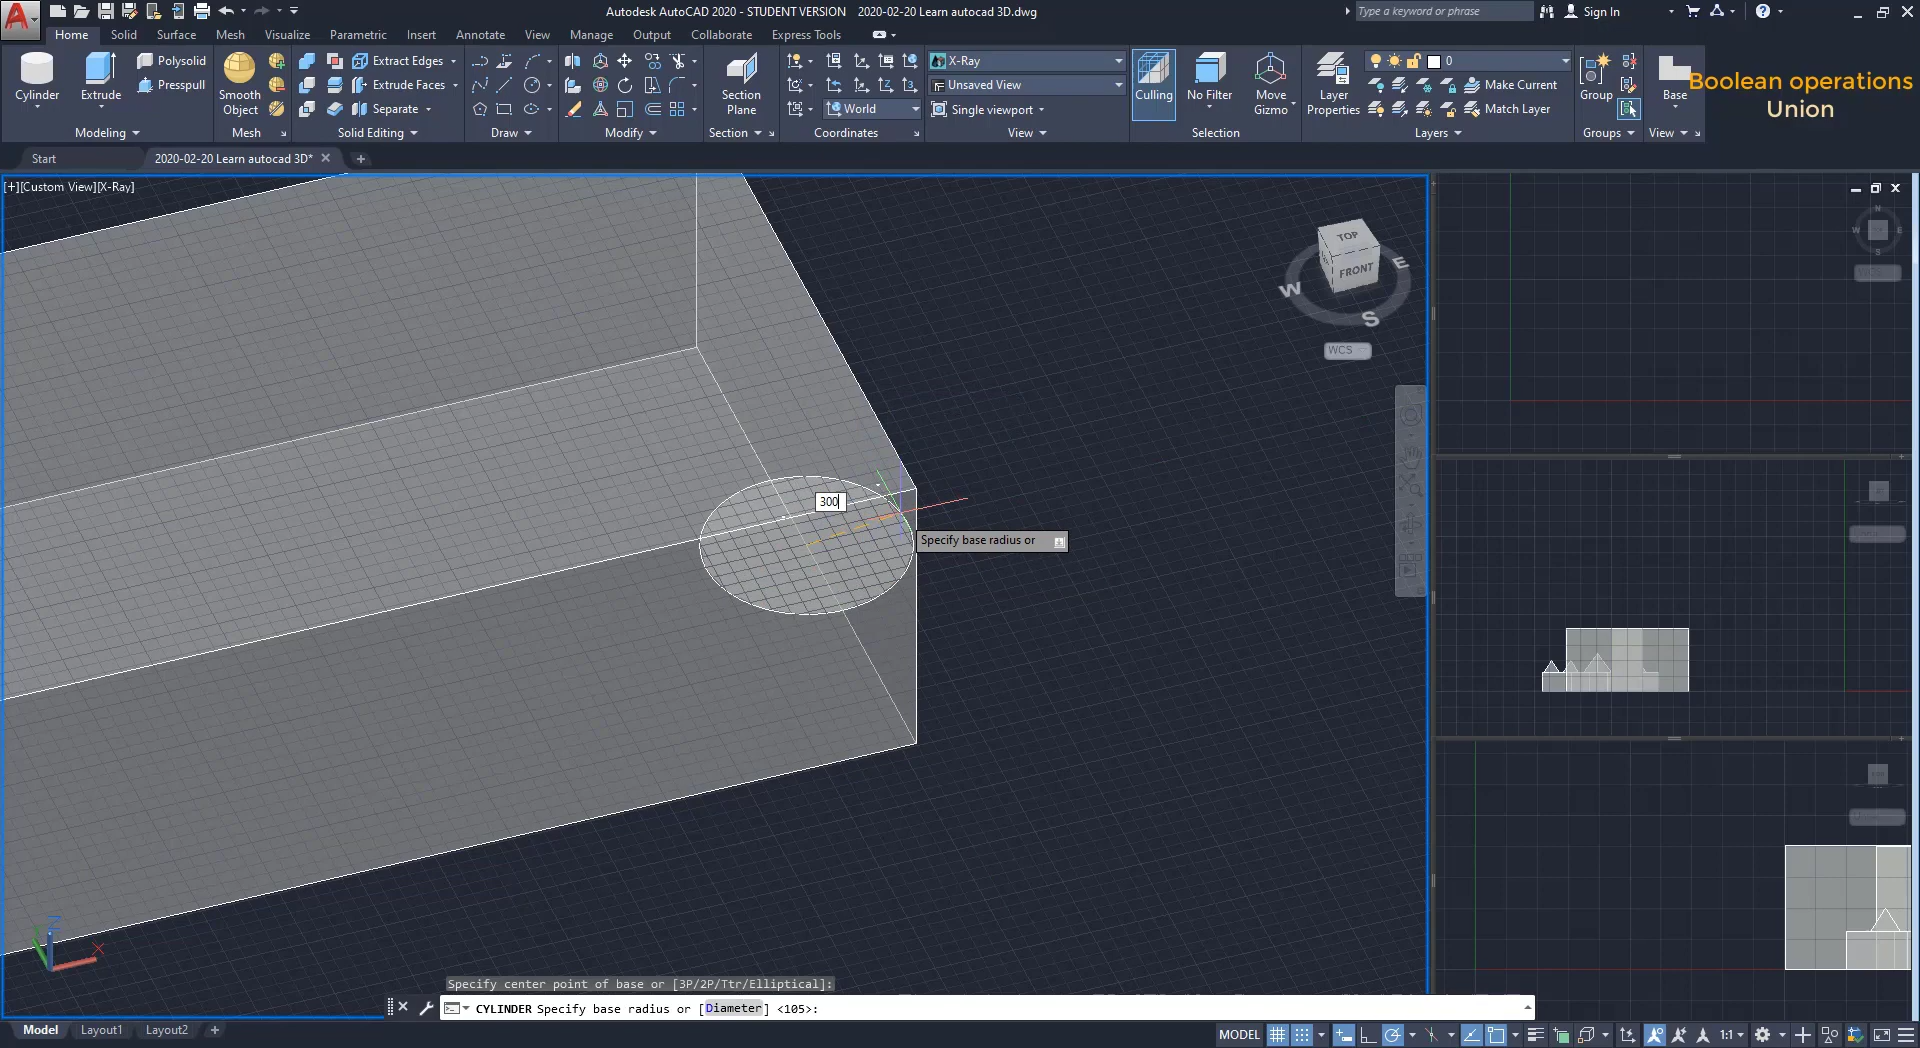 Autodesk AutoCAD 2020 - STUDENT VERSION 2020-02-20 Learn autocad 3D.dwg
Type a keyword or phrase
Sign In
Home Solid Surface Mesh Visualize Parametric Insert Annotate View Manage Output Collaborate Express Tools
Cylinder
Extrude
Polysolid
Presspull
Modeling
Smooth
Object
Mesh
Extract Edges
Extrude Faces
Separate
Solid Editing
Draw
Modify
Section
Plane
Section
World
Coordinates
X-Ray
Unsaved View
Single viewport
View
Culling
No Filter
Move
Gizmo
Selection
Layer
Properties
0
Make Current
Match Layer
Layers
Group
Groups
Base
View
Boolean operations
Union
Start
2020-02-20 Learn autocad 3D*
[+][Custom View][X-Ray]
TOP
FRONT
W
E
S
WCS
N
W
E
S
300
Specify base radius or
Z
X
Specify center point of base or [3P/2P/Ttr/Elliptical]:
CYLINDER Specify base radius or [Diameter] <105>:
Model Layout1 Layout2 +
MODEL
1:1